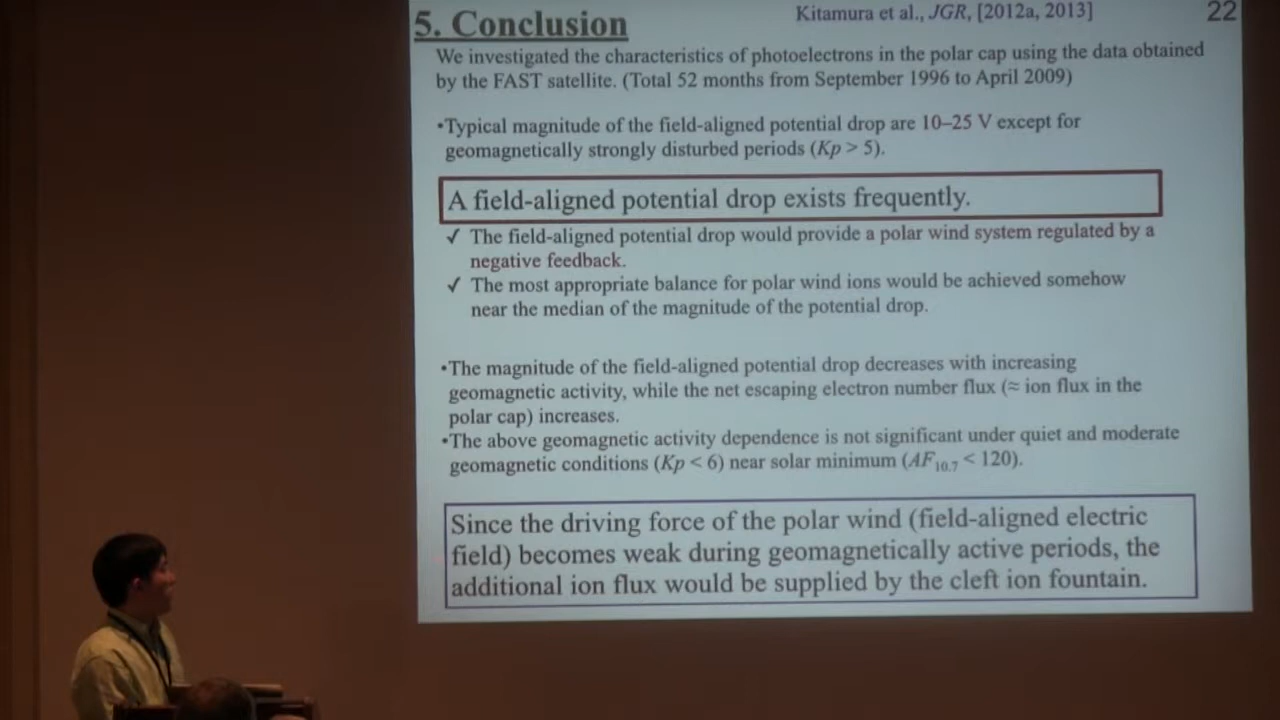 5. Conclusion
Kitamura et al., JGR, [2012a, 2013]
22
We investigated the characteristics of photoelectrons in the polar cap using the data obtained
by the FAST satellite. (Total 52 months from September 1996 to April 2009)
•Typical magnitude of the field-aligned potential drop are 10–25 V except for
geomagnetically strongly disturbed periods (Kp > 5).
A field-aligned potential drop exists frequently.
✓ The field-aligned potential drop would provide a polar wind system regulated by a
negative feedback.
✓ The most appropriate balance for polar wind ions would be achieved somehow
near the median of the magnitude of the potential drop.
•The magnitude of the field-aligned potential drop decreases with increasing
geomagnetic activity, while the net escaping electron number flux (≈ ion flux in the
polar cap) increases.
•The above geomagnetic activity dependence is not significant under quiet and moderate
geomagnetic conditions (Kp < 6) near solar minimum (AF10.7 < 120).
Since the driving force of the polar wind (field-aligned electric
field) becomes weak during geomagnetically active periods, the
additional ion flux would be supplied by the cleft ion fountain.